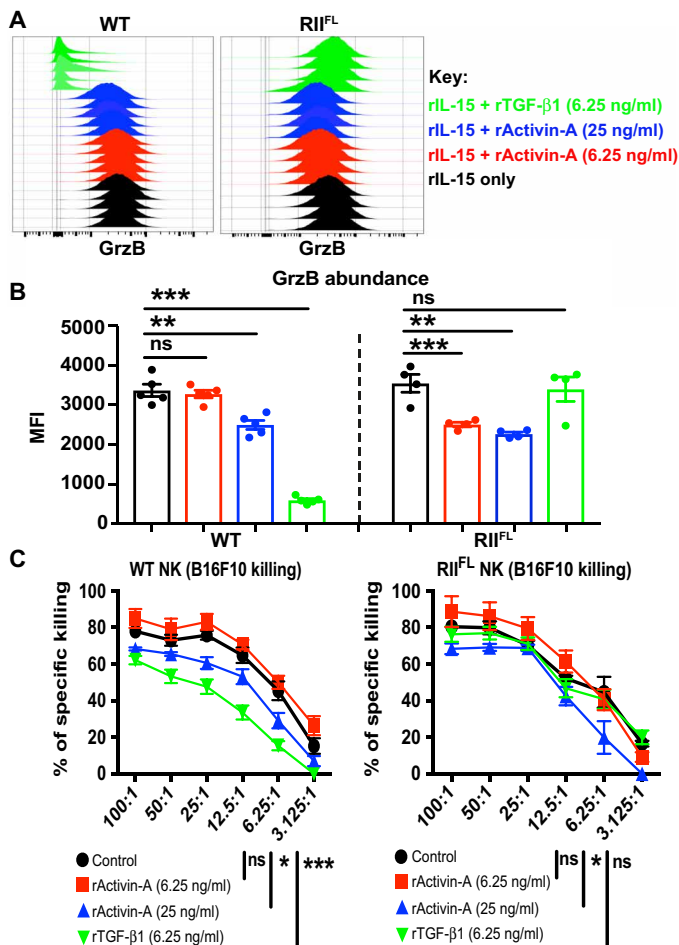 A
WT
RII^FL
Key:
rIL-15 + rTGF-β1 (6.25 ng/ml)
rIL-15 + rActivin-A (25 ng/ml)
rIL-15 + rActivin-A (6.25 ng/ml)
rIL-15 only
GrzB
GrzB
B
GrzB abundance
MFI
5000
4000
3000
2000
1000
0
***
**
ns
ns
**
***
WT
RII^FL
C
WT NK (B16F10 killing)
% of specific killing
100
80
60
40
20
0
100:1
50:1
25:1
12.5:1
6.25:1
3.125:1
Control
rActivin-A (6.25 ng/ml)
rActivin-A (25 ng/ml)
rTGF-β1 (6.25 ng/ml)
ns
*
***
RII^FL NK (B16F10 killing)
% of specific killing
100
80
60
40
20
0
100:1
50:1
25:1
12.5:1
6.25:1
3.125:1
Control
rActivin-A (6.25 ng/ml)
rActivin-A (25 ng/ml)
rTGF-β1 (6.25 ng/ml)
ns
*
ns